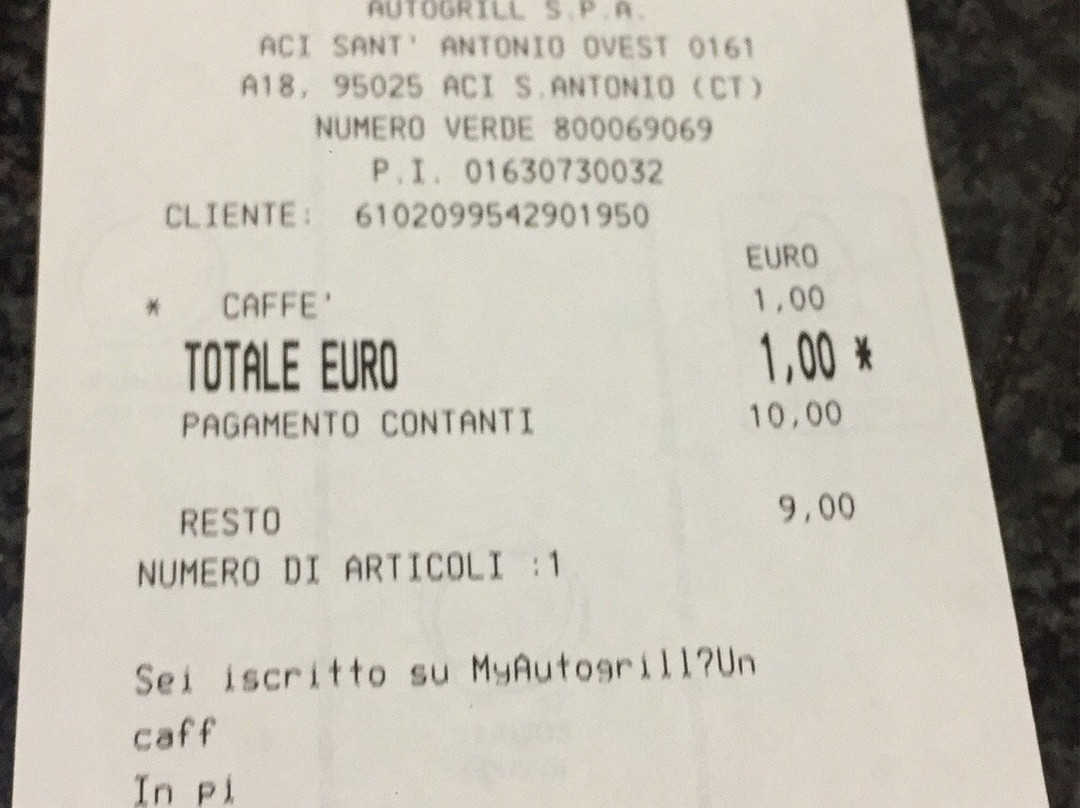 AUTOGRILL S.P.A.
ACI SANT' ANTONIO OVEST 0161
A18, 95025 ACI S.ANTONIO (CT)
NUMERO VERDE 800069069
P.I. 01630730032
CLIENTE: 6102099542901950
EURO
* CAFFE' 1,00
TOTALE EURO 1,00 *
PAGAMENTO CONTANTI 10,00
RESTO 9,00
NUMERO DI ARTICOLI :1
Sei iscritto su MyAutogrill?Un
caff
In pi